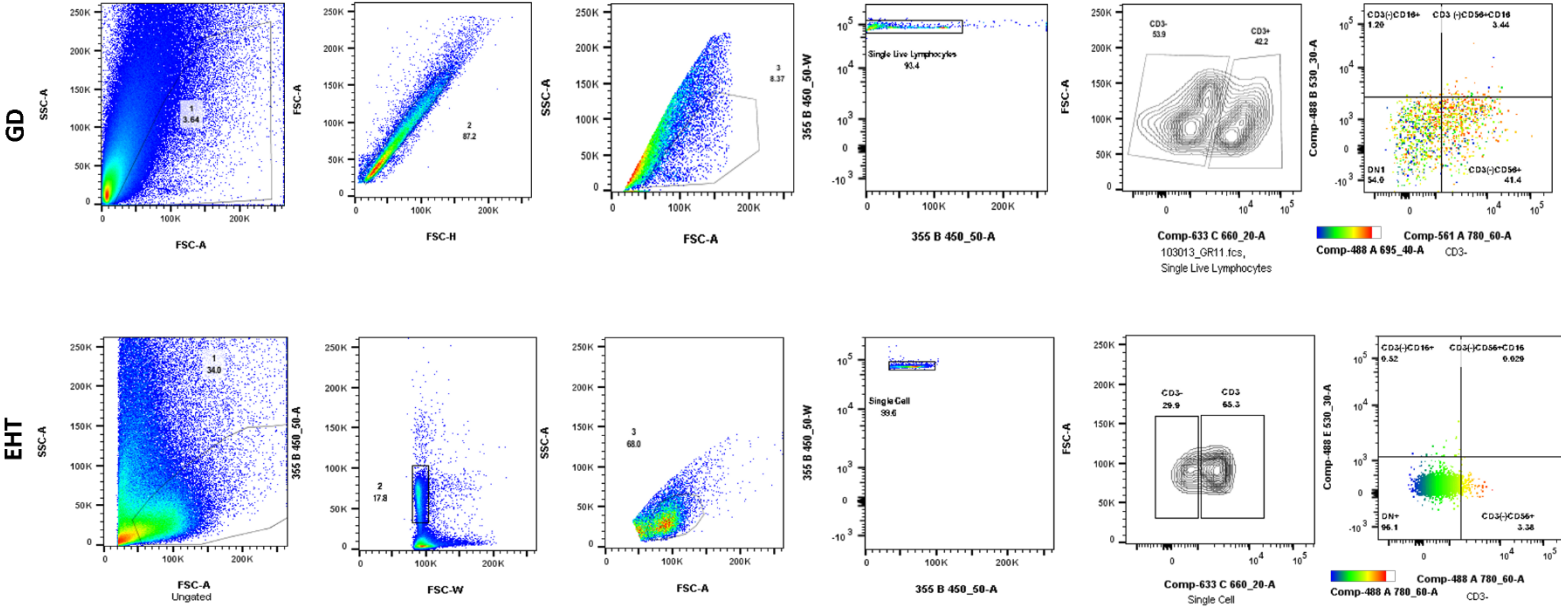 GD
250K
200K
150K
100K
50K
0
SSC-A
1
3.64
0
100K
200K
FSC-A
250K
200K
150K
100K
50K
0
FSC-A
2
87.2
0
100K
200K
FSC-H
250K
200K
150K
100K
50K
0
SSC-A
3
8.37
0
100K
200K
FSC-A
10^5
10^4
10^3
0
-10^3
355 B 450_50-W
Single Live Lymphocytes
93.4
0
100K
200K
355 B 450_50-A
250K
200K
150K
100K
50K
0
FSC-A
CD3-
53.9
CD3+
42.2
0
10^4
10^5
Comp-633 C 660_20-A
103013_GR11.fcs,
Single Live Lymphocytes
10^5
10^4
10^3
0
-10^3
Comp-488 B 530_30-A
CD3(-)CD16+
1.20
CD3 (-)CD56+CD16
3.44
DN1
54.0
CD3(-)CD56+
41.4
0
10^4
10^5
Comp-561 A 780_60-A
Comp-488 A 695_40-A
CD3-
EHT
250K
200K
150K
100K
50K
0
SSC-A
1
34.0
0
100K
200K
FSC-A
Ungated
250K
200K
150K
100K
50K
0
355 B 450_50-A
2
17.8
0
100K
200K
FSC-W
250K
200K
150K
100K
50K
0
SSC-A
3
68.0
0
100K
200K
FSC-A
10^5
10^4
10^3
0
-10^3
355 B 450_50-W
Single Cell
99.6
0
100K
200K
355 B 450_50-A
250K
200K
150K
100K
50K
0
FSC-A
CD3-
29.9
CD3
65.3
0
10^4
10^5
Comp-633 C 660_20-A
Single Cell
10^5
10^4
10^3
0
-10^3
Comp-488 E 530_30-A
CD3(-)CD16+
0.52
CD3(-)CD56+CD16
0.029
DN+
96.1
CD3(-)CD56+
3.38
0
10^4
10^5
Comp-488 A 780_60-A
Comp-488 A 780_60-A
CD3-